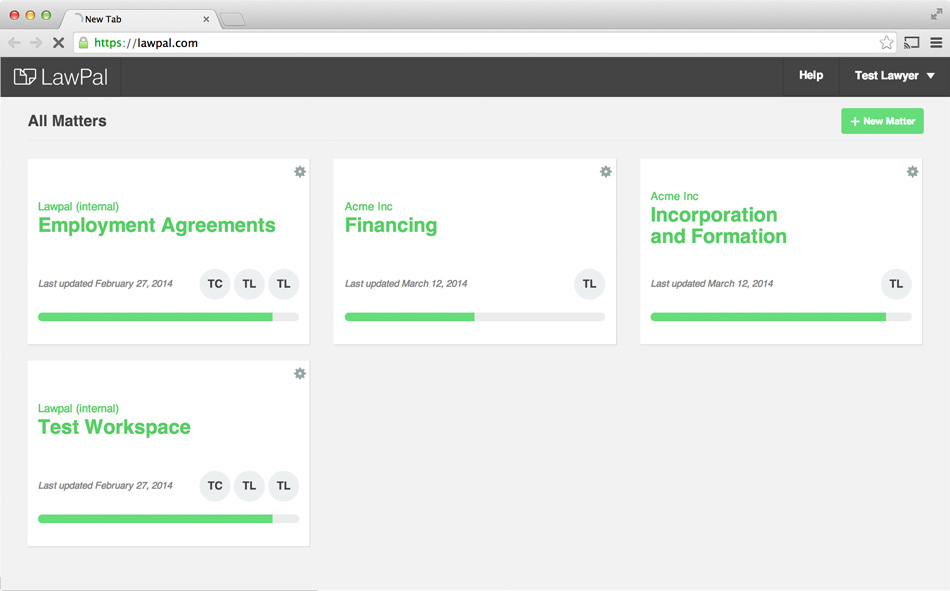 New Tab
https://lawpal.com
LawPal
Help
Test Lawyer
All Matters
+ New Matter
Lawpal (internal)
Employment Agreements
Last updated February 27, 2014
TC TL TL
Acme Inc
Financing
Last updated March 12, 2014
TL
Acme Inc
Incorporation
and Formation
Last updated March 12, 2014
TL
Lawpal (internal)
Test Workspace
Last updated February 27, 2014
TC TL TL